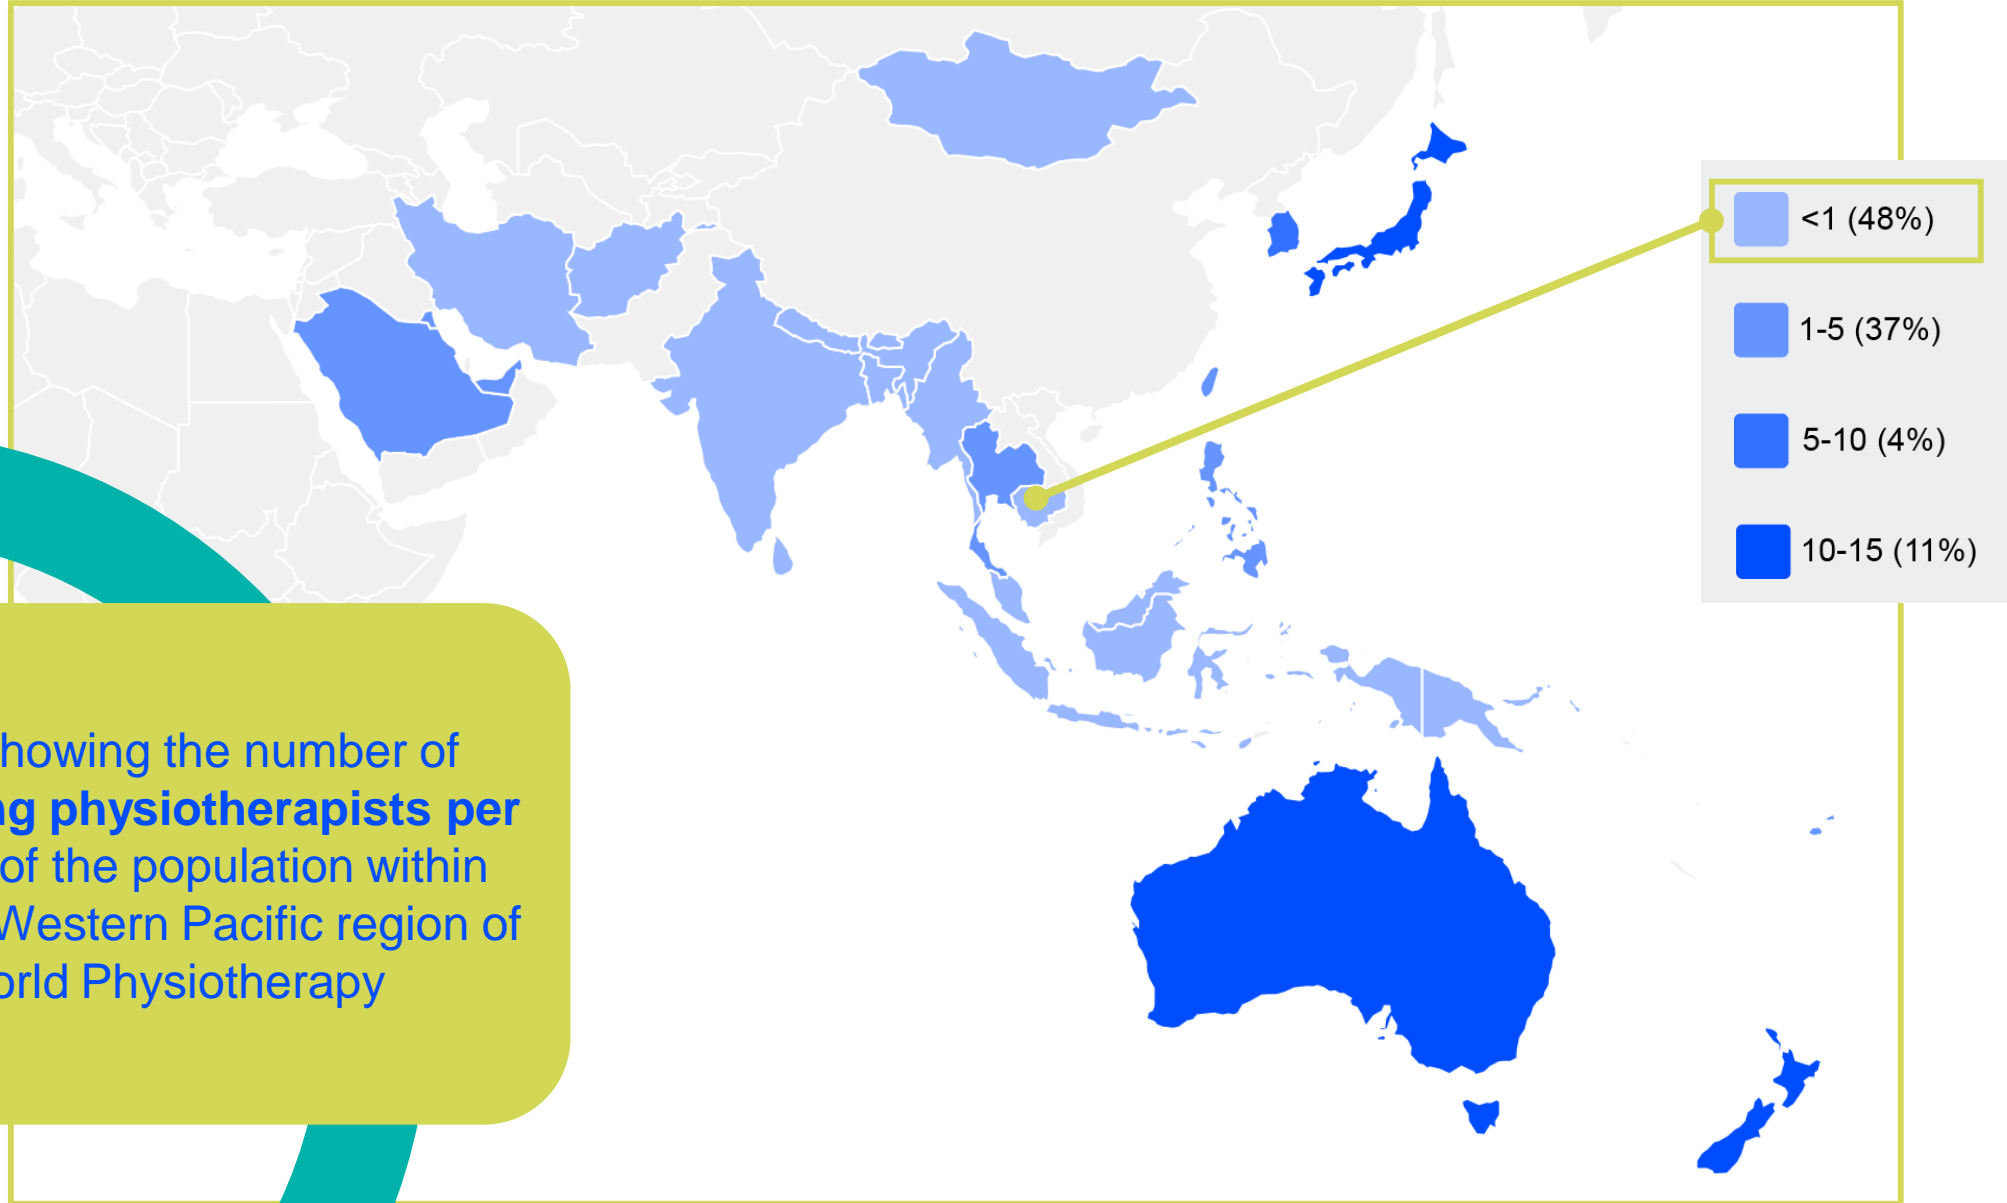 <1 (48%)
1-5 (37%)
5-10 (4%)
10-15 (11%)
howing the number of
ng physiotherapists per
of the population within
Western Pacific region of
orld Physiotherapy